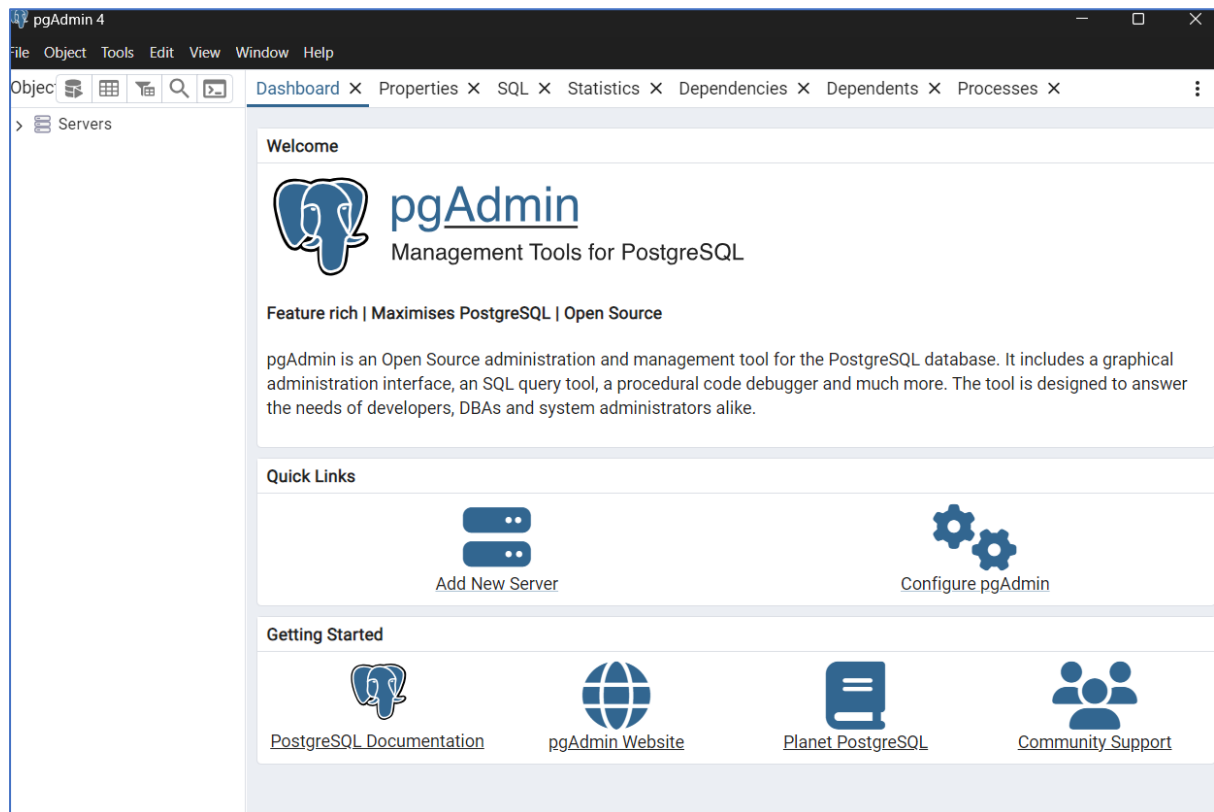 pgAdmin 4
File Object Tools Edit View Window Help
Objec
Dashboard Properties SQL Statistics Dependencies Dependents Processes
Servers
Welcome
pgAdmin
Management Tools for PostgreSQL
Feature rich | Maximises PostgreSQL | Open Source
pgAdmin is an Open Source administration and management tool for the PostgreSQL database. It includes a graphical
administration interface, an SQL query tool, a procedural code debugger and much more. The tool is designed to answer
the needs of developers, DBAs and system administrators alike.
Quick Links
Add New Server
Configure pgAdmin
Getting Started
PostgreSQL Documentation
pgAdmin Website
Planet PostgreSQL
Community Support